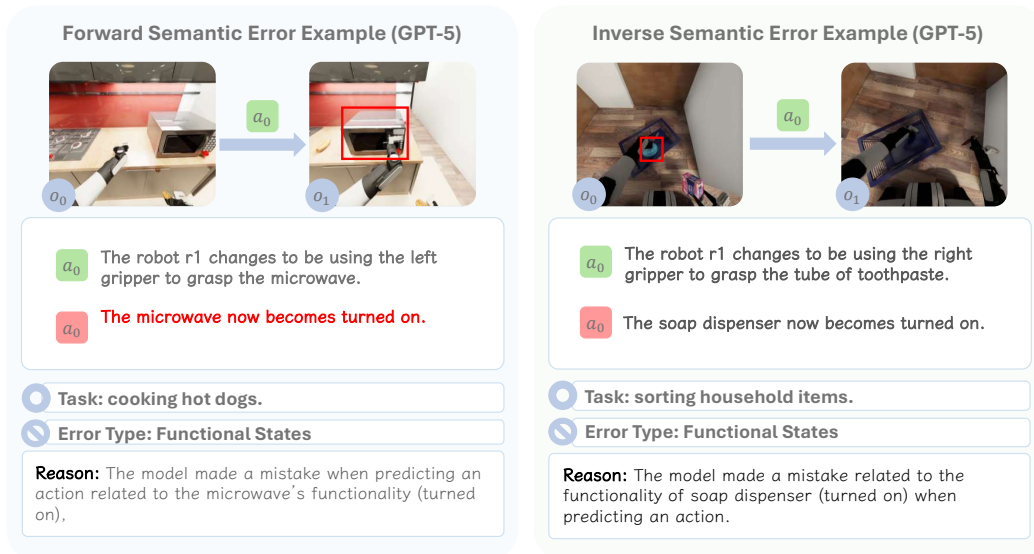 Forward Semantic Error Example (GPT-5)
a₀
o₀
o₁
a₀
The robot r1 changes to be using the left
gripper to grasp the microwave.
a₀
The microwave now becomes turned on.
Task: cooking hot dogs.
Error Type: Functional States
Reason: The model made a mistake when predicting an
action related to the microwave's functionality (turned
on),
Inverse Semantic Error Example (GPT-5)
a₀
o₀
o₁
a₀
The robot r1 changes to be using the right
gripper to grasp the tube of toothpaste.
a₀
The soap dispenser now becomes turned on.
Task: sorting household items.
Error Type: Functional States
Reason: The model made a mistake related to the
functionality of soap dispenser (turned on) when
predicting an action.